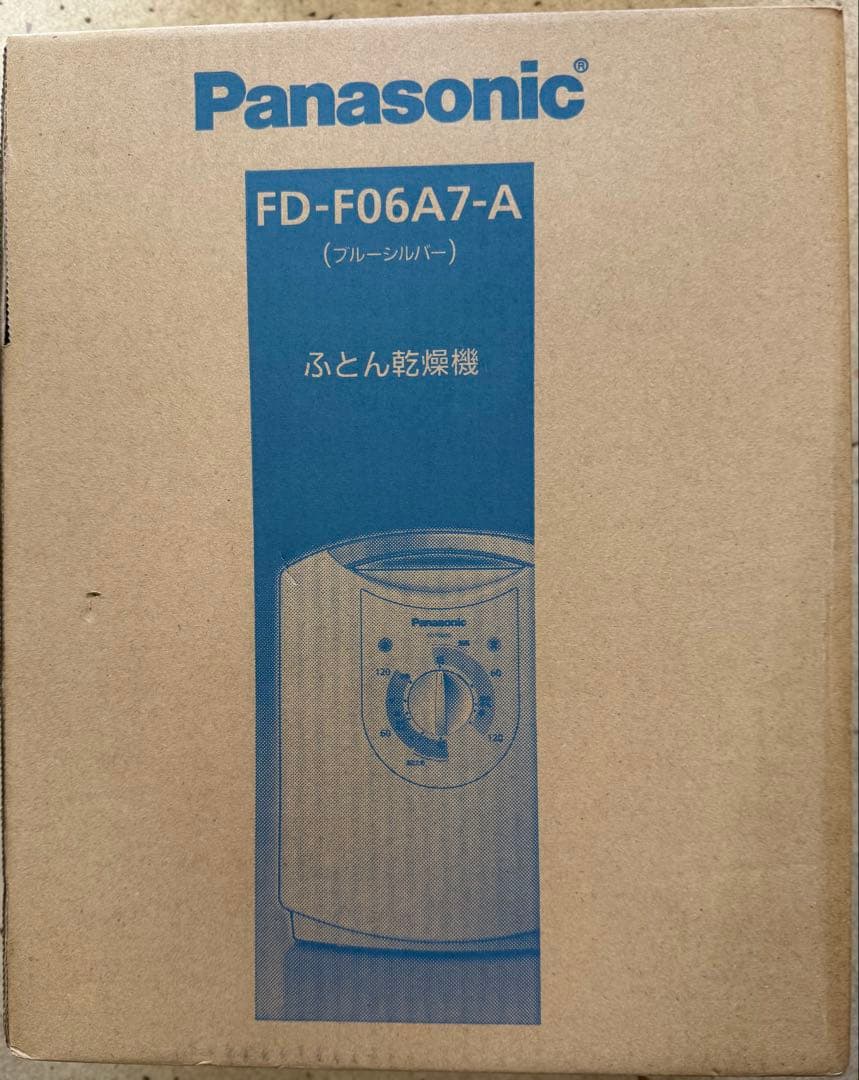 Panasonic®
FD-F06A7-A
(ブルーシルバー)
ふとん乾燥機
Panasonic
120
60
60
120